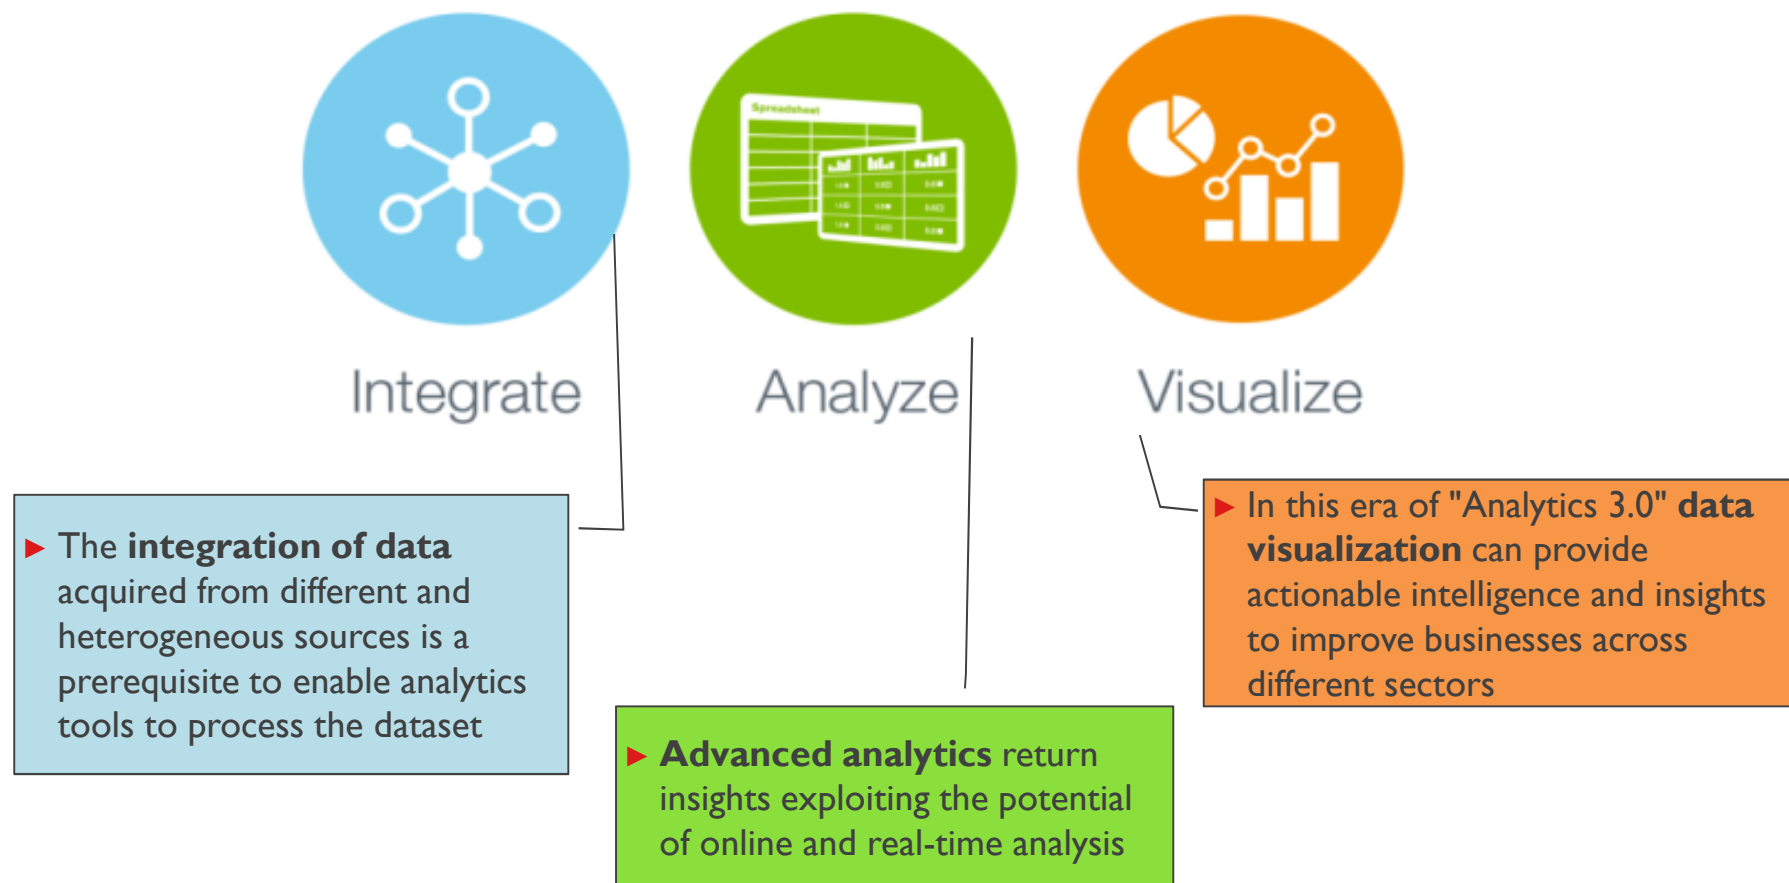 Spreadsheet
Integrate
Analyze
Visualize
► The integration of data
acquired from different and
heterogeneous sources is a
prerequisite to enable analytics
tools to process the dataset
► Advanced analytics return
insights exploiting the potential
of online and real-time analysis
► In this era of "Analytics 3.0" data
visualization can provide
actionable intelligence and insights
to improve businesses across
different sectors